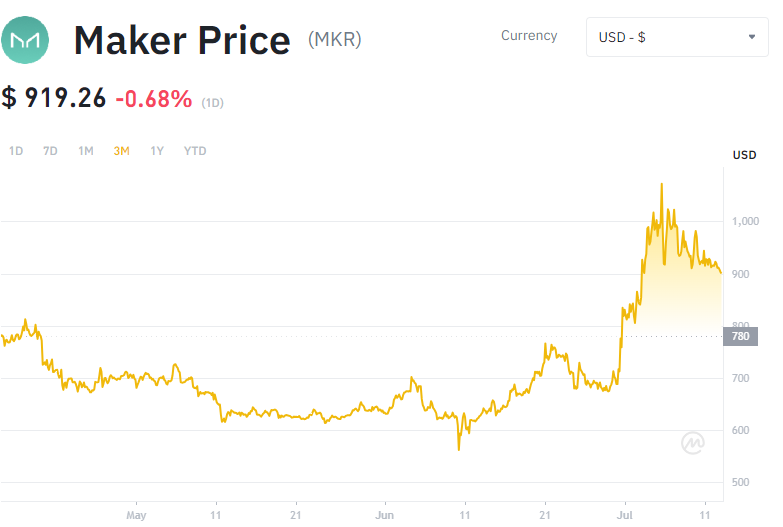 Maker Price (MKR)
Currency
USD - $
$ 919.26 -0.68% (1D)
1D 7D 1M 3M 1Y YTD
USD
1,000
900
800
780
700
600
500
May 11 21 Jun 11 21 Jul 11